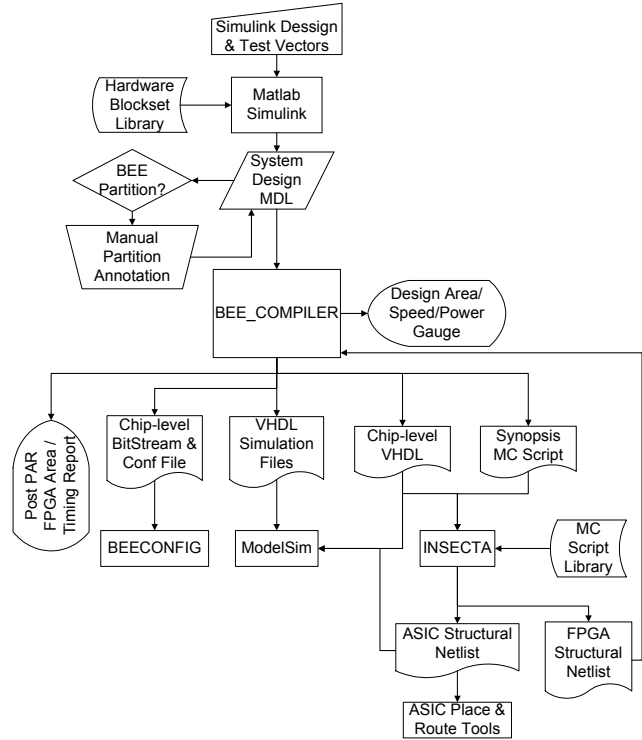 Simulink Dessign
& Test Vectors
Hardware
Blockset
Library
Matlab
Simulink
BEE
Partition?
System
Design
MDL
Manual
Partition
Annotation
BEE_COMPILER
Design Area/
Speed/Power
Gauge
Post PAR
FPGA Area /
Timing Report
Chip-level
BitStream &
Conf File
VHDL
Simulation
Files
Chip-level
VHDL
Synopsis
MC Script
BEECONFIG
ModelSim
INSECTA
MC
Script
Library
ASIC Structural
Netlist
FPGA
Structural
Netlist
ASIC Place &
Route Tools